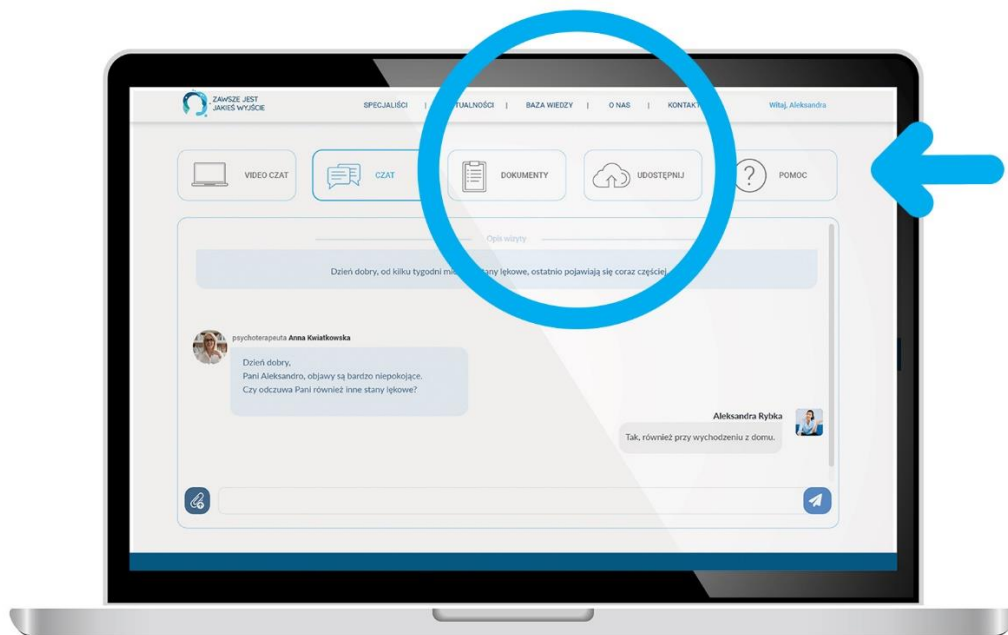 ZAWSZE JEST
JAKIEŚ WYJŚCIE
SPECJALIŚCI | TUALNOŚCI | BAZA WIEDZY | O NAS | KONTAKT
Witaj, Aleksandra
VIDEO CZAT
CZAT
DOKUMENTY
UDOSTĘPNIJ
? POMOC
Opis wizyty
Dzień dobry, od kilku tygodni stany lękowe, ostatnio pojawiają się coraz częściej
psychoterapeuta Anna Kwiatkowska
Dzień dobry,
Pani Aleksandro, objawy są bardzo niepokojące.
Czy odczuwa Pani również inne stany lękowe?
Aleksandra Rybka
Tak, również przy wychodzeniu z domu.